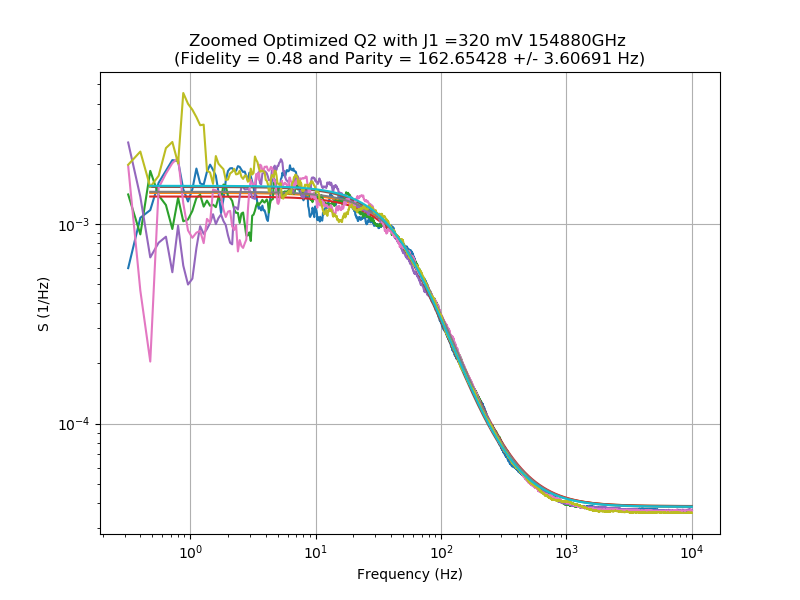 Zoomed Optimized Q2 with J1 =320 mV 154880GHz
(Fidelity = 0.48 and Parity = 162.65428 +/- 3.60691 Hz)
S (1/Hz)
10⁻³
10⁻⁴
10⁰ 10¹ 10² 10³ 10⁴
Frequency (Hz)